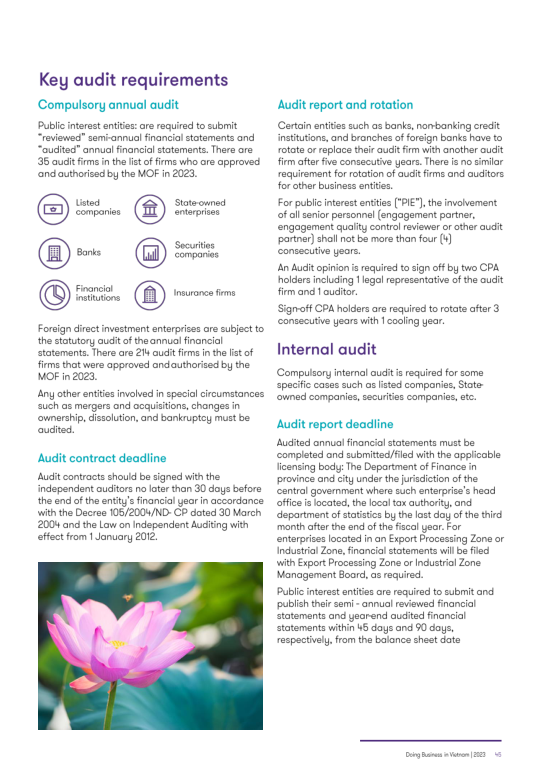 Key audit requirements
Compulsory annual audit
Public interest entities: are required to submit
“reviewed” semi-annual financial statements and
“audited” annual financial statements. There are
35 audit firms in the list of firms who are approved
and authorised by the MOF in 2023.
Listed
companies
State-owned
enterprises
Banks
Securities
companies
Financial
institutions
Insurance firms
Foreign direct investment enterprises are subject to
the statutory audit of the annual financial
statements. There are 214 audit firms in the list of
firms that were approved and authorised by the
MOF in 2023.
Any other entities involved in special circumstances
such as mergers and acquisitions, changes in
ownership, dissolution, and bankruptcy must be
audited.
Audit contract deadline
Audit contracts should be signed with the
independent auditors no later than 30 days before
the end of the entity’s financial year in accordance
with the Decree 105/2004/ND- CP dated 30 March
2004 and the Law on Independent Auditing with
effect from 1 January 2012.
Audit report and rotation
Certain entities such as banks, non-banking credit
institutions, and branches of foreign banks have to
rotate or replace their audit firm with another audit
firm after five consecutive years. There is no similar
requirement for rotation of audit firms and auditors
for other business entities.
For public interest entities (“PIE”), the involvement
of all senior personnel (engagement partner,
engagement quality control reviewer or other audit
partner) shall not be more than four (4)
consecutive years.
An Audit opinion is required to sign off by two CPA
holders including 1 legal representative of the audit
firm and 1 auditor.
Sign-off CPA holders are required to rotate after 3
consecutive years with 1 cooling year.
Internal audit
Compulsory internal audit is required for some
specific cases such as listed companies, State-
owned companies, securities companies, etc.
Audit report deadline
Audited annual financial statements must be
completed and submitted/filed with the applicable
licensing body: The Department of Finance in
province and city under the jurisdiction of the
central government where such enterprise’s head
office is located, the local tax authority, and
department of statistics by the last day of the third
month after the end of the fiscal year. For
enterprises located in an Export Processing Zone or
Industrial Zone, financial statements will be filed
with Export Processing Zone or Industrial Zone
Management Board, as required.
Public interest entities are required to submit and
publish their semi - annual reviewed financial
statements and year-end audited financial
statements within 45 days and 90 days,
respectively, from the balance sheet date
Doing Business in Vietnam | 2023 45